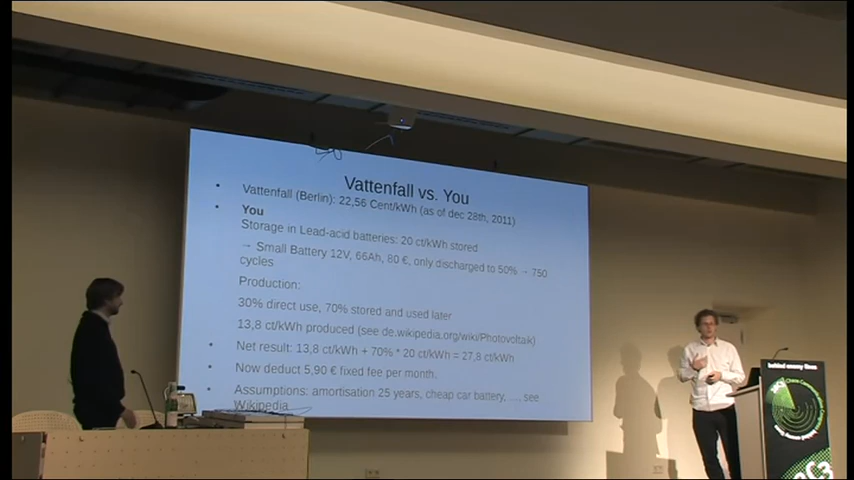 Vattenfall vs. You
Vattenfall (Berlin): 22,56 Cent/kWh (as of dec 28th, 2011)
You
Storage in Lead-acid batteries: 20 ct/kWh stored
→ Small Battery 12V, 66Ah, 80 €, only discharged to 50% → 750
cycles
Production:
30% direct use, 70% stored and used later
13,8 ct/kWh produced (see de.wikipedia.org/wiki/Photovoltaik)
Net result: 13,8 ct/kWh + 70% * 20 ct/kWh = 27,8 ct/kWh
Now deduct 5,90 € fixed fee per month.
Assumptions: amortisation 25 years, cheap car battery, ..., see
Wikipedia
behind enemy lines